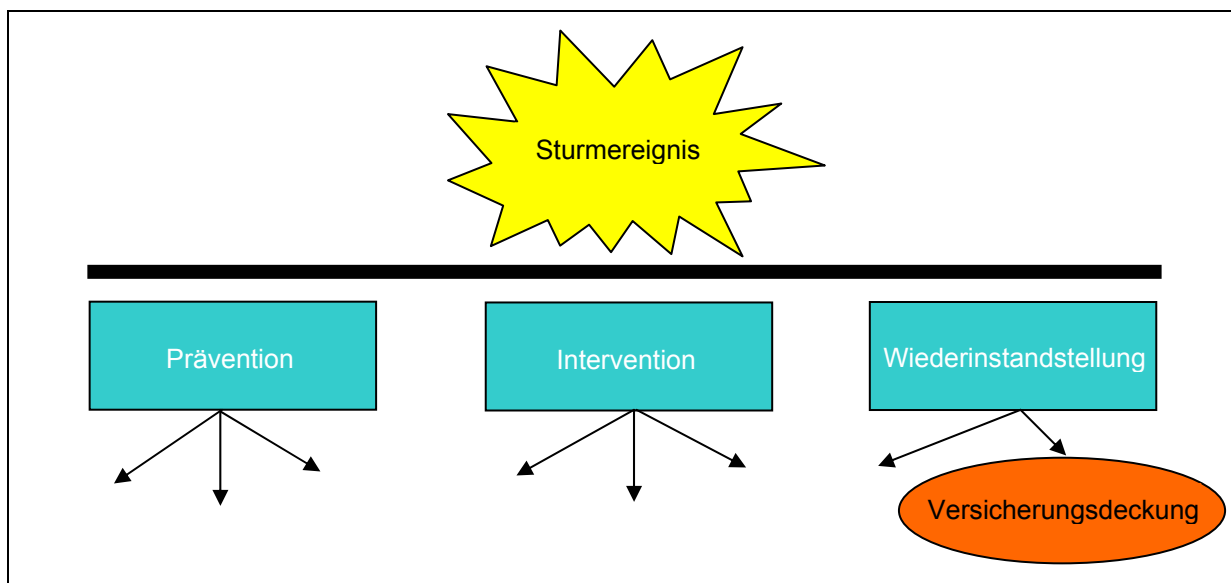 Sturmereignis
Prävention
Intervention
Wiederinstandstellung
Versicherungsdeckung